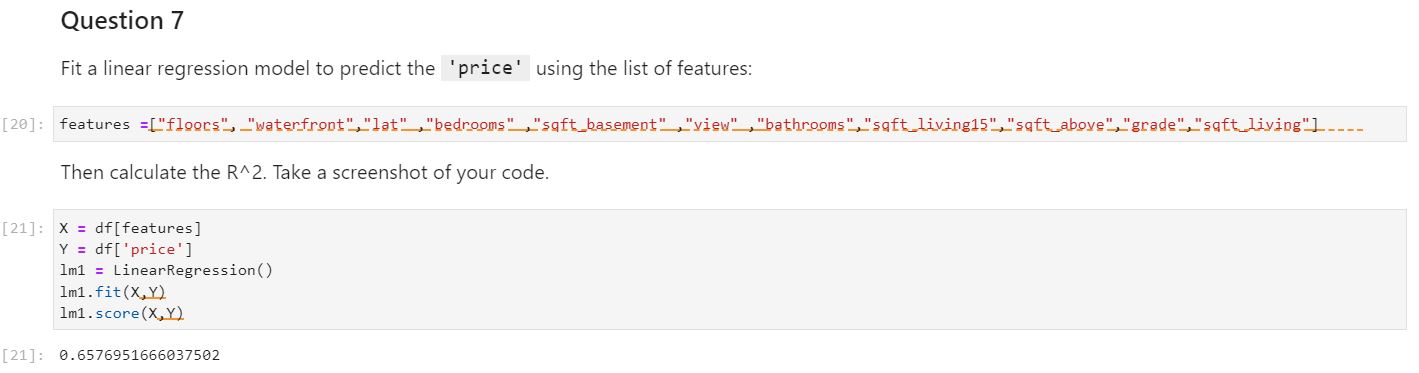 Question 7
Fit a linear regression model to predict the 'price' using the list of features:
[20]: features =["floors", "waterfront","lat" ,"bedrooms" ,"sqft_basement" ,"view" ,"bathrooms","sqft_living15","sqft_above","grade","sqft_living"]
Then calculate the R^2. Take a screenshot of your code.
[21]: X = df[features]
Y = df['price']
lm1 = LinearRegression()
lm1.fit(X,Y)
lm1.score(X,Y)
[21]: 0.6576951666037502